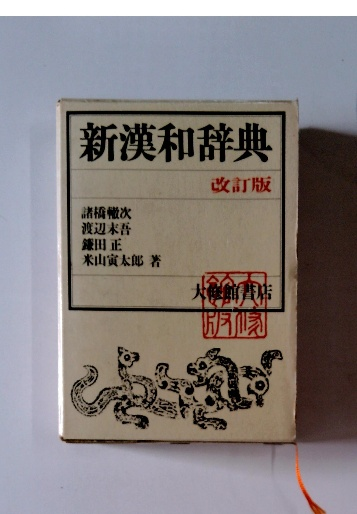 新漢和辞典
改訂版
諸橋轍次
渡辺末吾
鎌田正
米山寅太郎 著
大修館書店